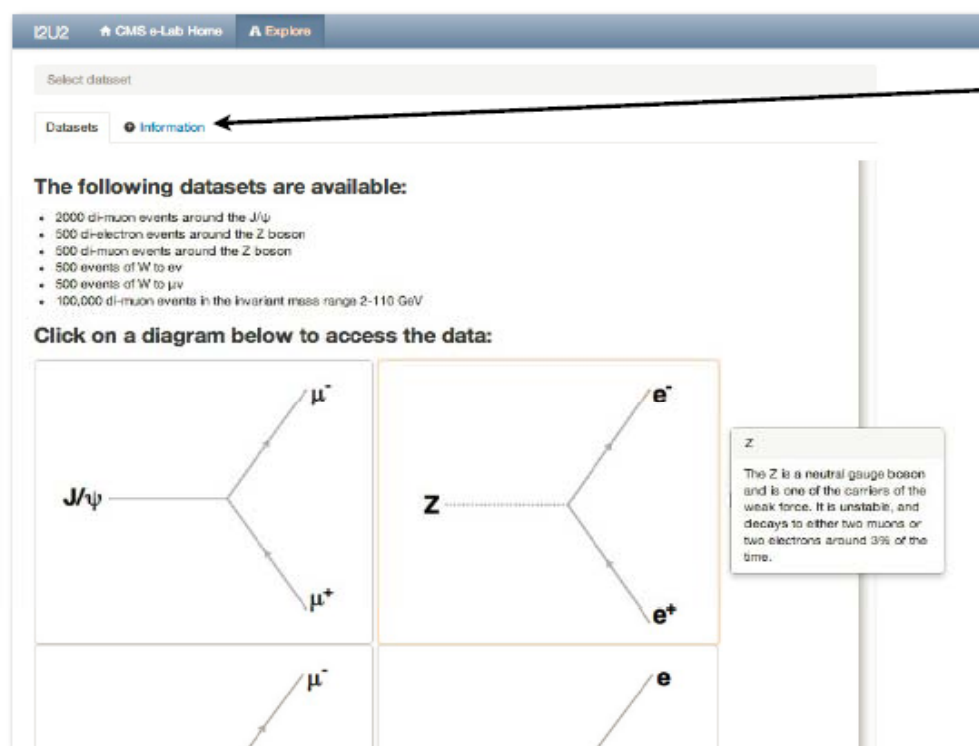 I2U2 CMS e-Lab Home Explore
Select dataset
Datasets Information
The following datasets are available:
2000 di-muon events around the J/ψ
500 di-electron events around the Z boson
500 di-muon events around the Z boson
500 events of W to eν
500 events of W to μν
100,000 di-muon events in the invariant mass range 2-110 GeV
Click on a diagram below to access the data:
μ-
J/ψ
μ+
e-
Z
e+
Z
The Z is a neutral gauge boson
and is one of the carriers of the
weak force. It is unstable, and
decays to either two muons or
two electrons around 3% of the
time.
μ-
e